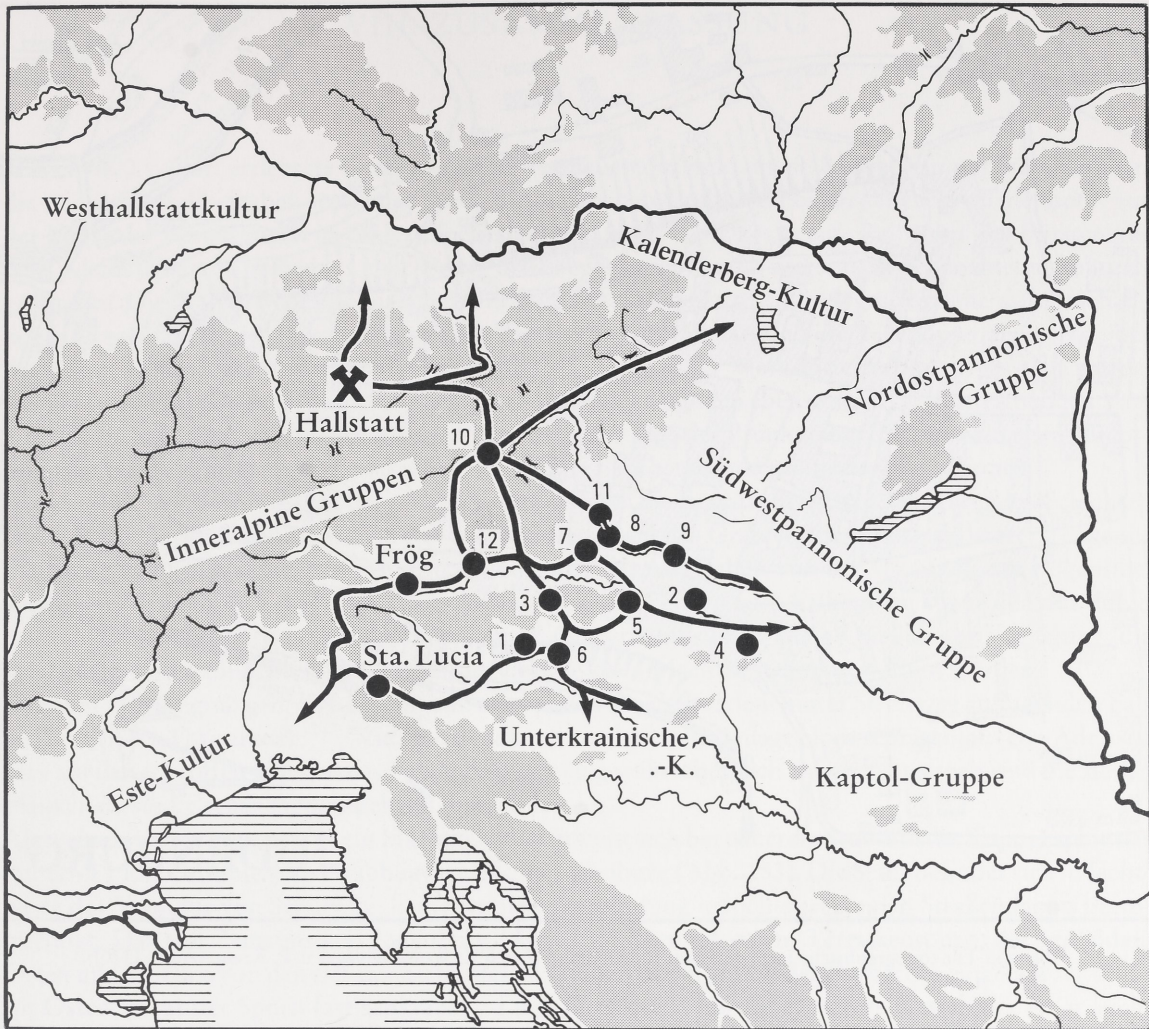 Westhallstattkultur
Kalenderberg-Kultur
Nordostpannonische
Gruppe
Hallstatt
10
Inneralpine Gruppen
Südwestpannonische Gruppe
11
8
9
7
12
Frög
3
5
2
1
6
4
Sta. Lucia
Unterkrainische
.-K.
Este-Kultur
Kaptol-Gruppe